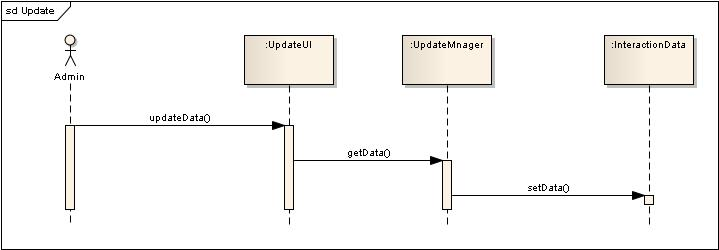 sd Update
:UpdateUI
:UpdateMnager
:InteractionData
Admin
updateData()
getData()
setData()